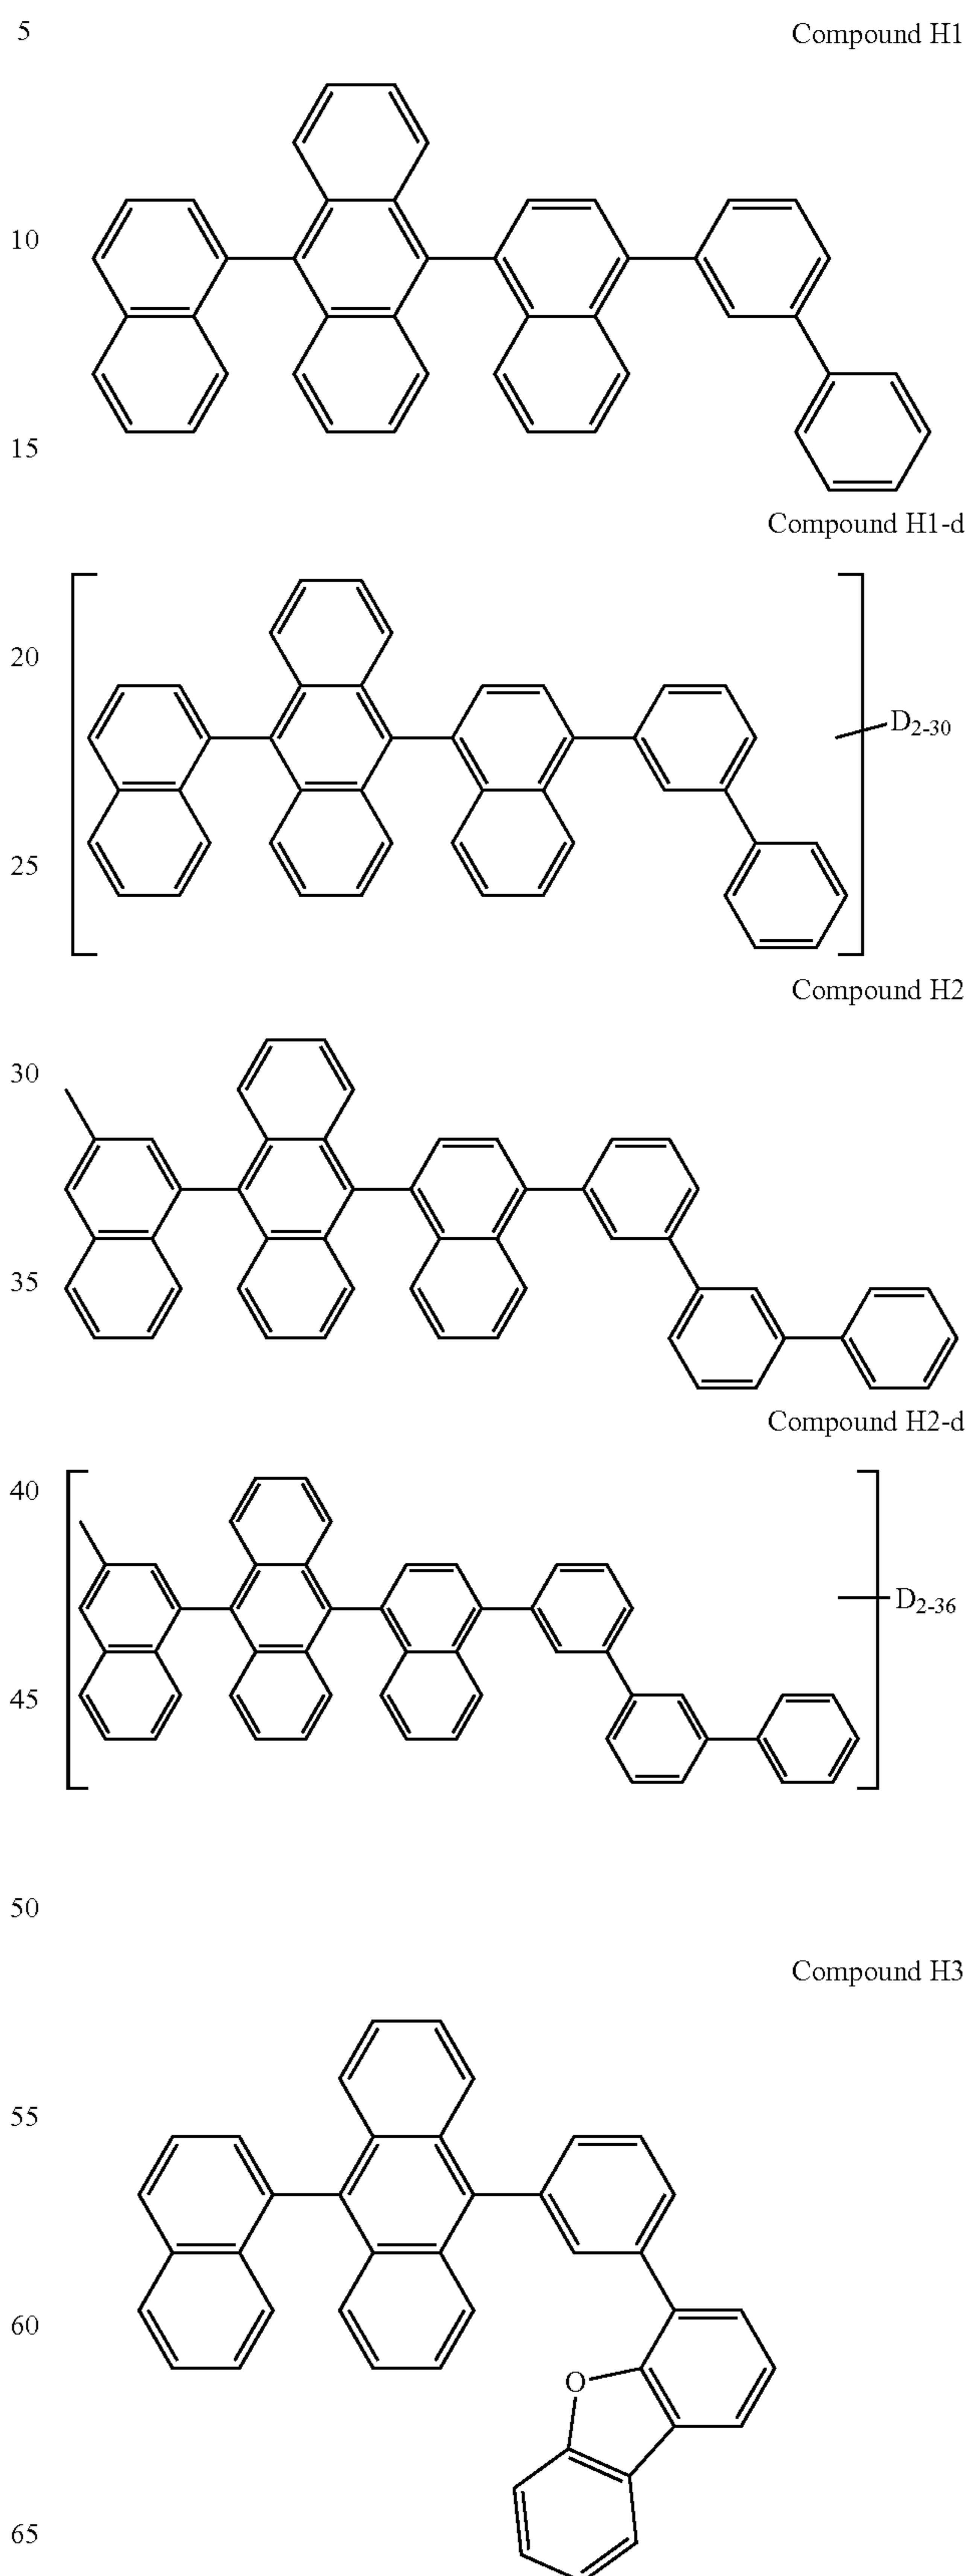 5
Compound H1
10
15
Compound H1-d
20
D2-30
25
Compound H2
30
35
Compound H2-d
40
D2-36
45
50
Compound H3
55
60
O
65